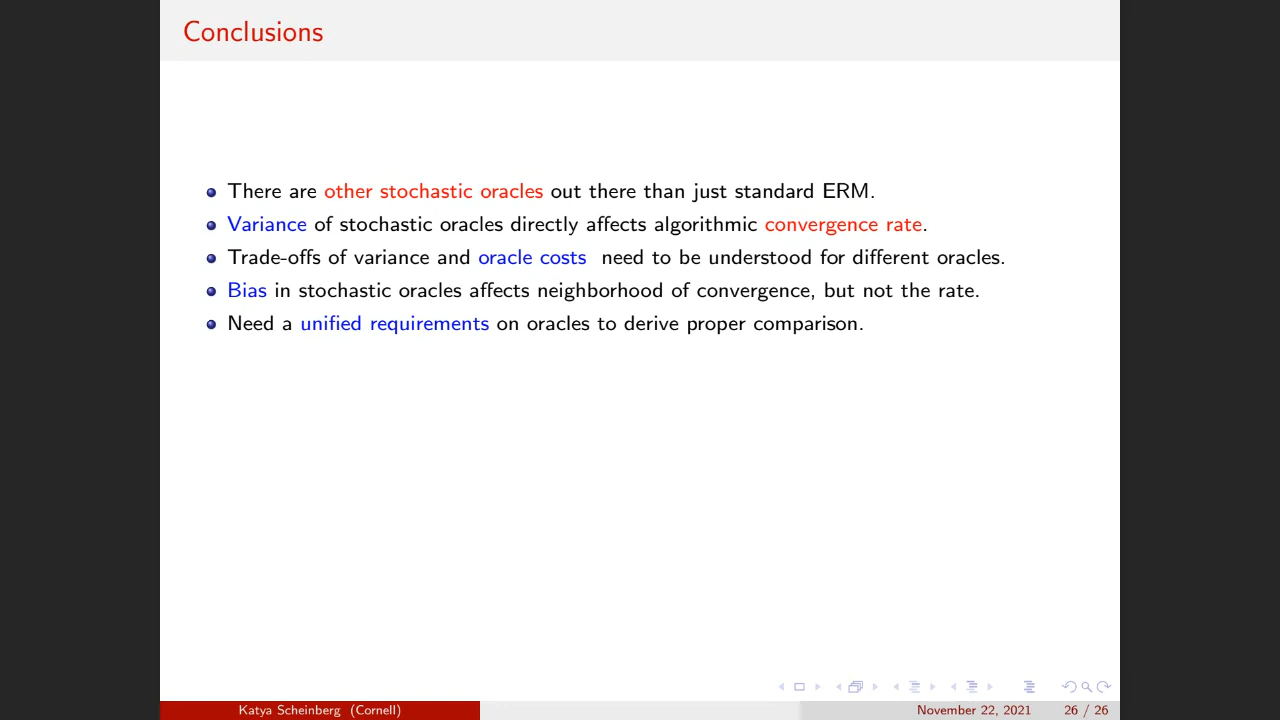 Conclusions
There are other stochastic oracles out there than just standard ERM.
Variance of stochastic oracles directly affects algorithmic convergence rate.
Trade-offs of variance and oracle costs need to be understood for different oracles.
Bias in stochastic oracles affects neighborhood of convergence, but not the rate.
Need a unified requirements on oracles to derive proper comparison.
Katya Scheinberg (Cornell)
November 22, 2021
26 / 26